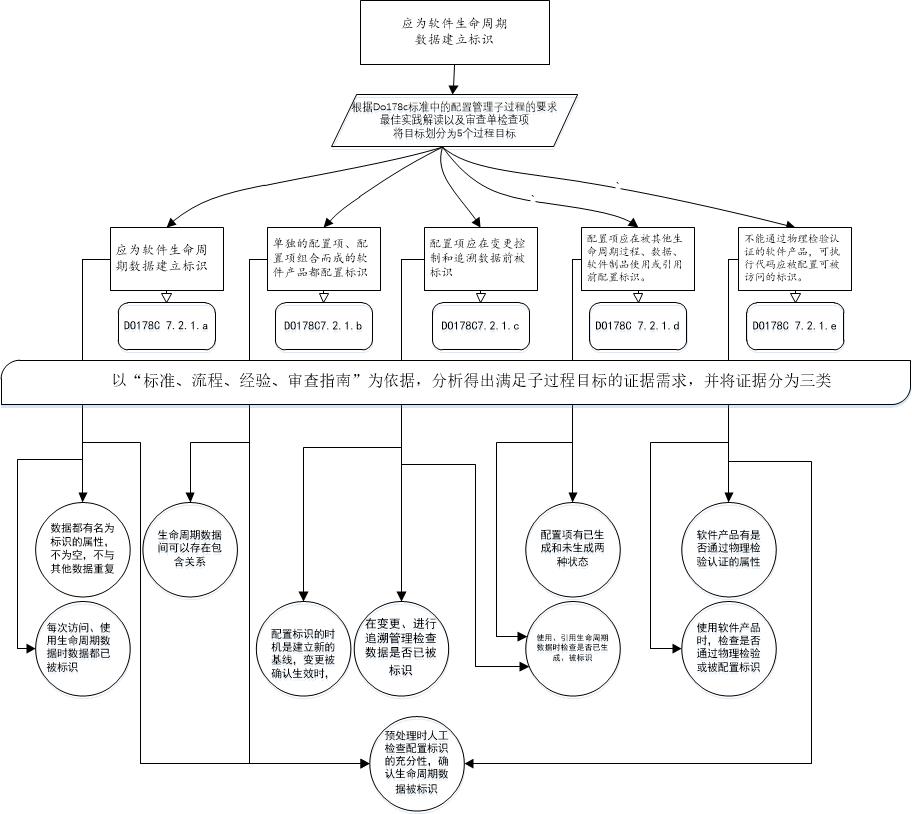 应为软件生命周期
数据建立标识
根据Do178c标准中的配置管理子过程的要求
最佳实践解读以及审查单检查项
将目标划分为5个过程目标
应为软件生命周
期数据建立标识
单独的配置项、配
置项组合而成的软
件产品都配置标识
配置项应在变更控
制和追溯数据前被
标识
配置项应在被其他生
命周期过程、数据、
软件制品使用或引用
前配置标识。
不能通过物理检验认
证的软件产品，可执
行代码应被配置可被
访问的标识。
DO178C 7.2.1.a
DO178C7.2.1.b
DO178C7.2.1.c
DO178C 7.2.1.d
DO178C 7.2.1.e
以“标准、流程、经验、审查指南”为依据，分析得出满足子过程目标的证据需求，并将证据分为三类
数据都有名为
标识的属性，
不为空，不与
其他数据重复
生命周期数据
间可以存在包
含关系
配置项有已生
成和未生成两
种状态
软件产品有是
否通过物理检
验认证的属性
每次访问、使
用生命周期数
据时数据都已
被标识
配置标识的时
机是建立新的
基线，变更被
确认生效时，
在变更、进行
追溯管理检查
数据是否已被
标识
使用、引用生命周期
数据时检查是否已生
成，被标识
使用软件产品
时，检查是否
通过物理检验
或被配置标识
预处理时人工
检查配置标识
的充分性，确
认生命周期数
据被标识